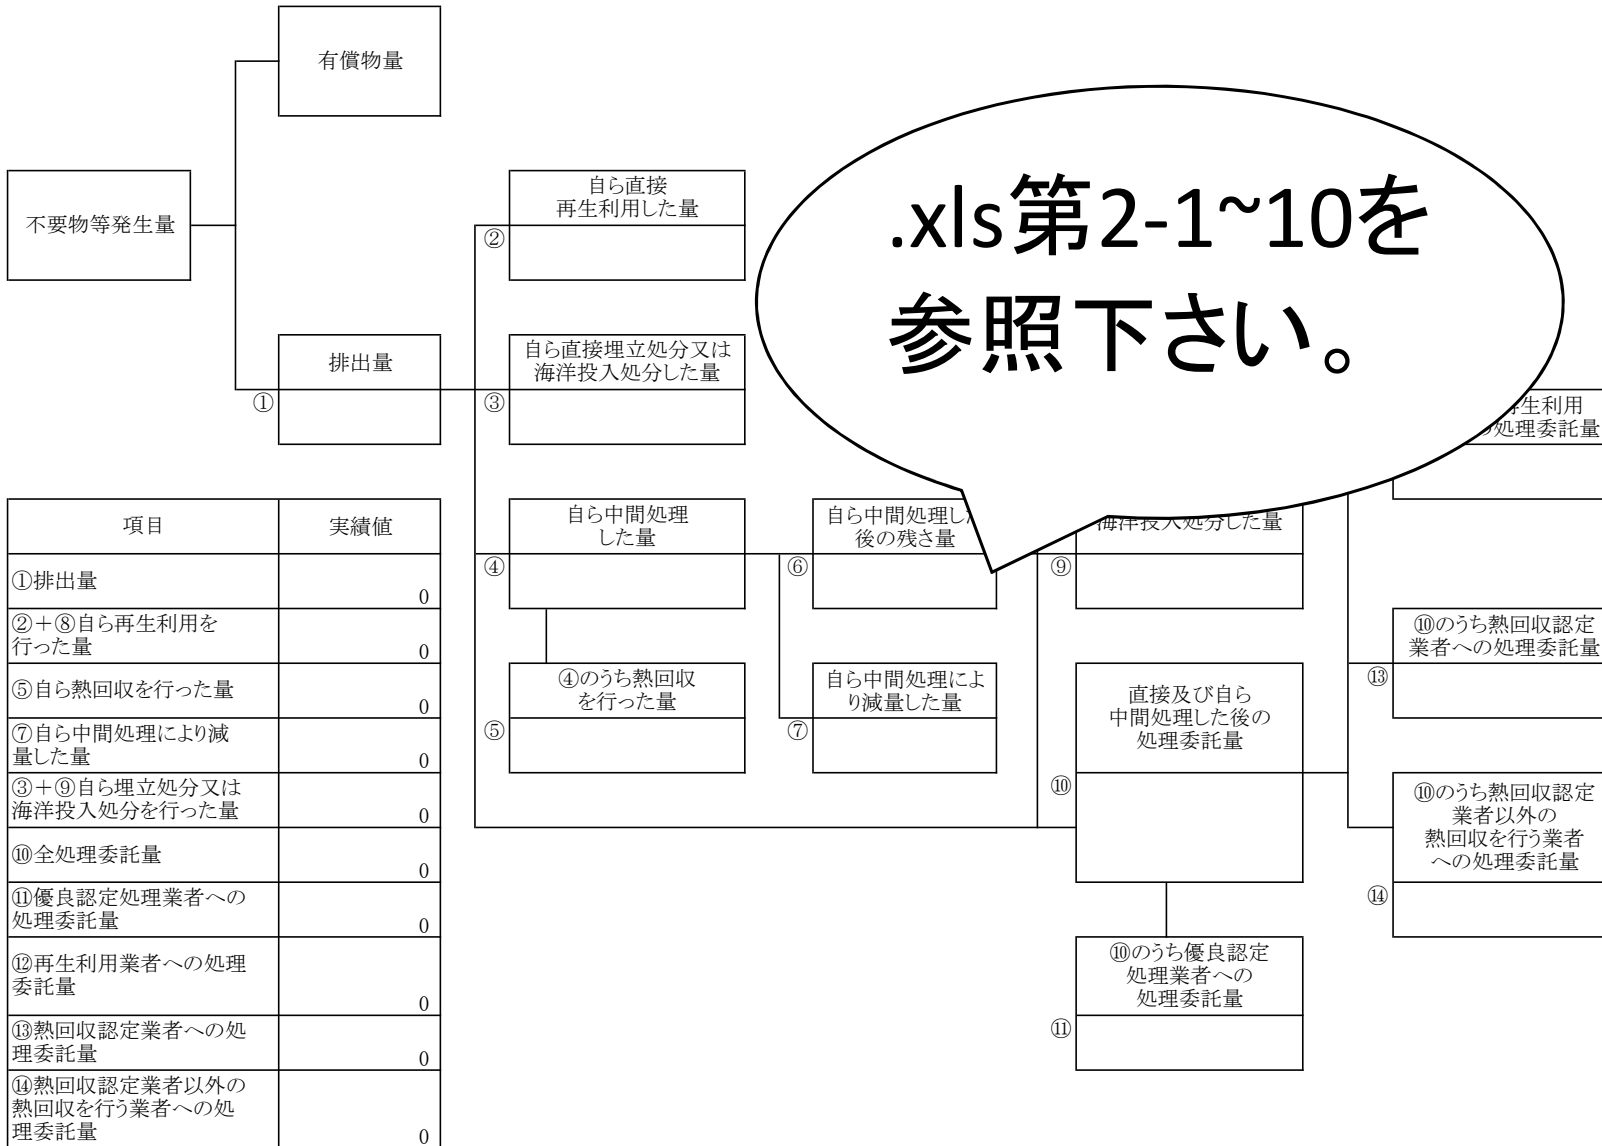 有償物量
不要物等発生量
自ら直接
再生利用した量
②
.xls第2-1~10を
参照下さい。
排出量
①
自ら直接埋立処分又は
海洋投入処分した量
③
生利用
処理委託量
項目
実績値
①排出量
0
②＋⑧自ら再生利用を
行った量
0
⑤自ら熱回収を行った量
0
⑦自ら中間処理により減
量した量
0
③＋⑨自ら埋立処分又は
海洋投入処分を行った量
0
⑩全処理委託量
0
⑪優良認定処理業者への
処理委託量
0
⑫再生利用業者への処理
委託量
0
⑬熱回収認定業者への処
理委託量
0
⑭熱回収認定業者以外の
熱回収を行う業者への処
理委託量
0
自ら中間処理
した量
④
自ら中間処理し
後の残さ量
⑥
海洋投入処分した量
⑨
④のうち熱回収
を行った量
⑤
自ら中間処理によ
り減量した量
⑦
直接及び自ら
中間処理した後の
処理委託量
⑩
⑩のうち熱回収認定
業者への処理委託量
⑬
⑩のうち熱回収認定
業者以外の
熱回収を行う業者
への処理委託量
⑭
⑩のうち優良認定
処理業者への
処理委託量
⑪